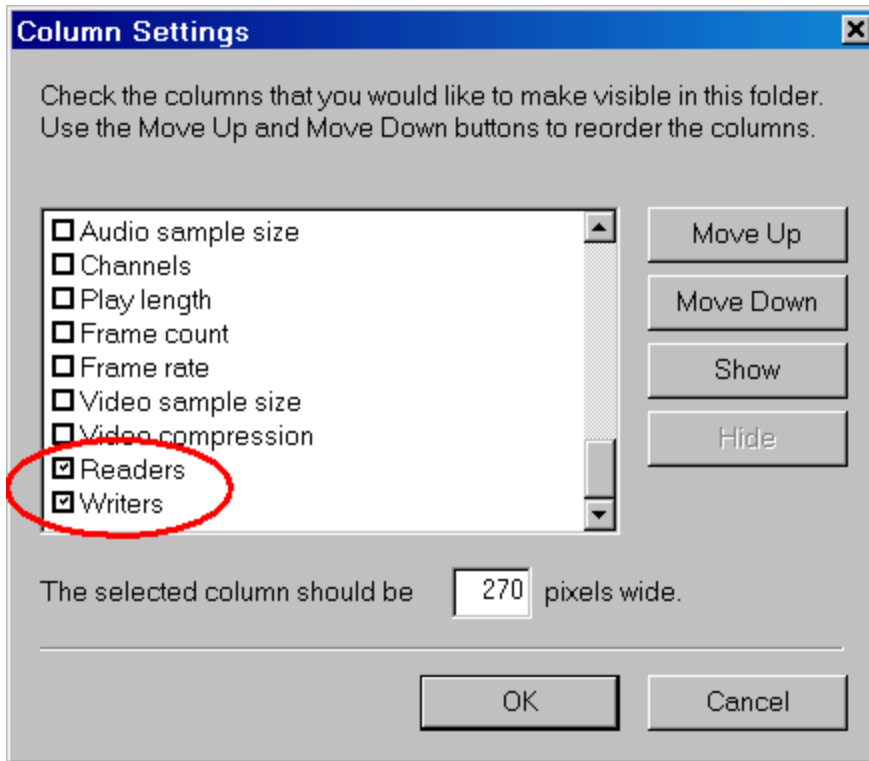 Column Settings
Check the columns that you would like to make visible in this folder.
Use the Move Up and Move Down buttons to reorder the columns.
Audio sample size
Channels
Play length
Frame count
Frame rate
Video sample size
Video compression
Readers
Writers
Move Up
Move Down
Show
Hide
The selected column should be 270 pixels wide.
OK
Cancel